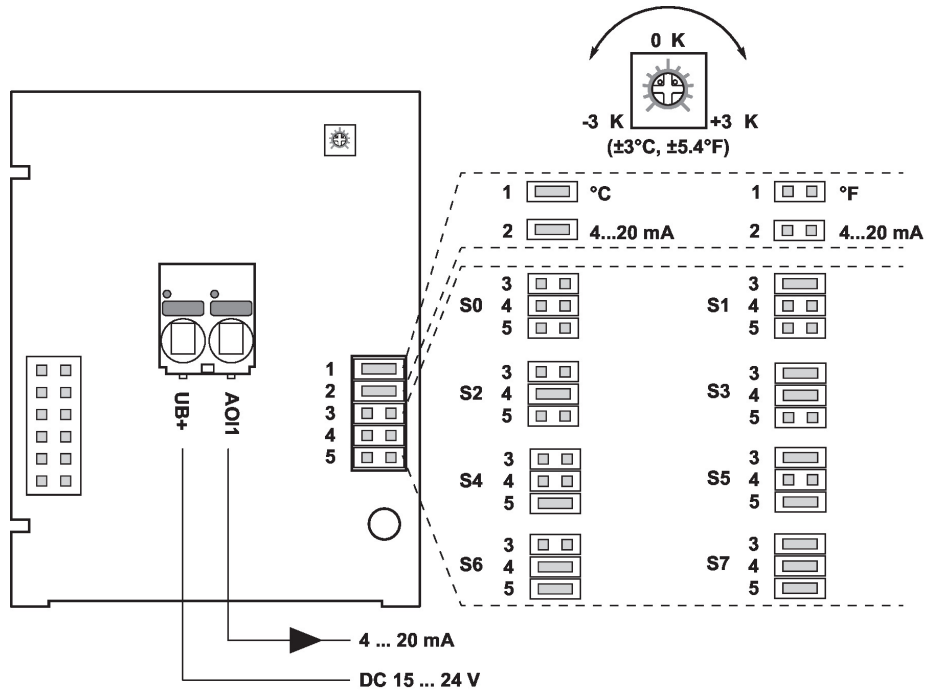 0 K
-3 K +3 K
(±3°C, ±5.4°F)
1 °C 1 °F
2 4...20 mA 2 4...20 mA
3 3
S0 4 S1 4
5 5
3 3
S2 4 S3 4
5 5
3 3
S4 4 S5 4
5 5
3 3
S6 4 S7 4
5 5
1
2
3
4
5
UB+
AOI1
4 ... 20 mA
DC 15 ... 24 V